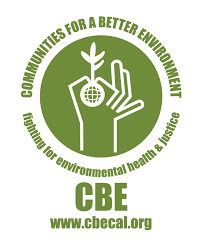 COMMUNITIES FOR A BETTER ENVIRONMENT
fighting for environmental health & justice
CBE
www.cbecal.org